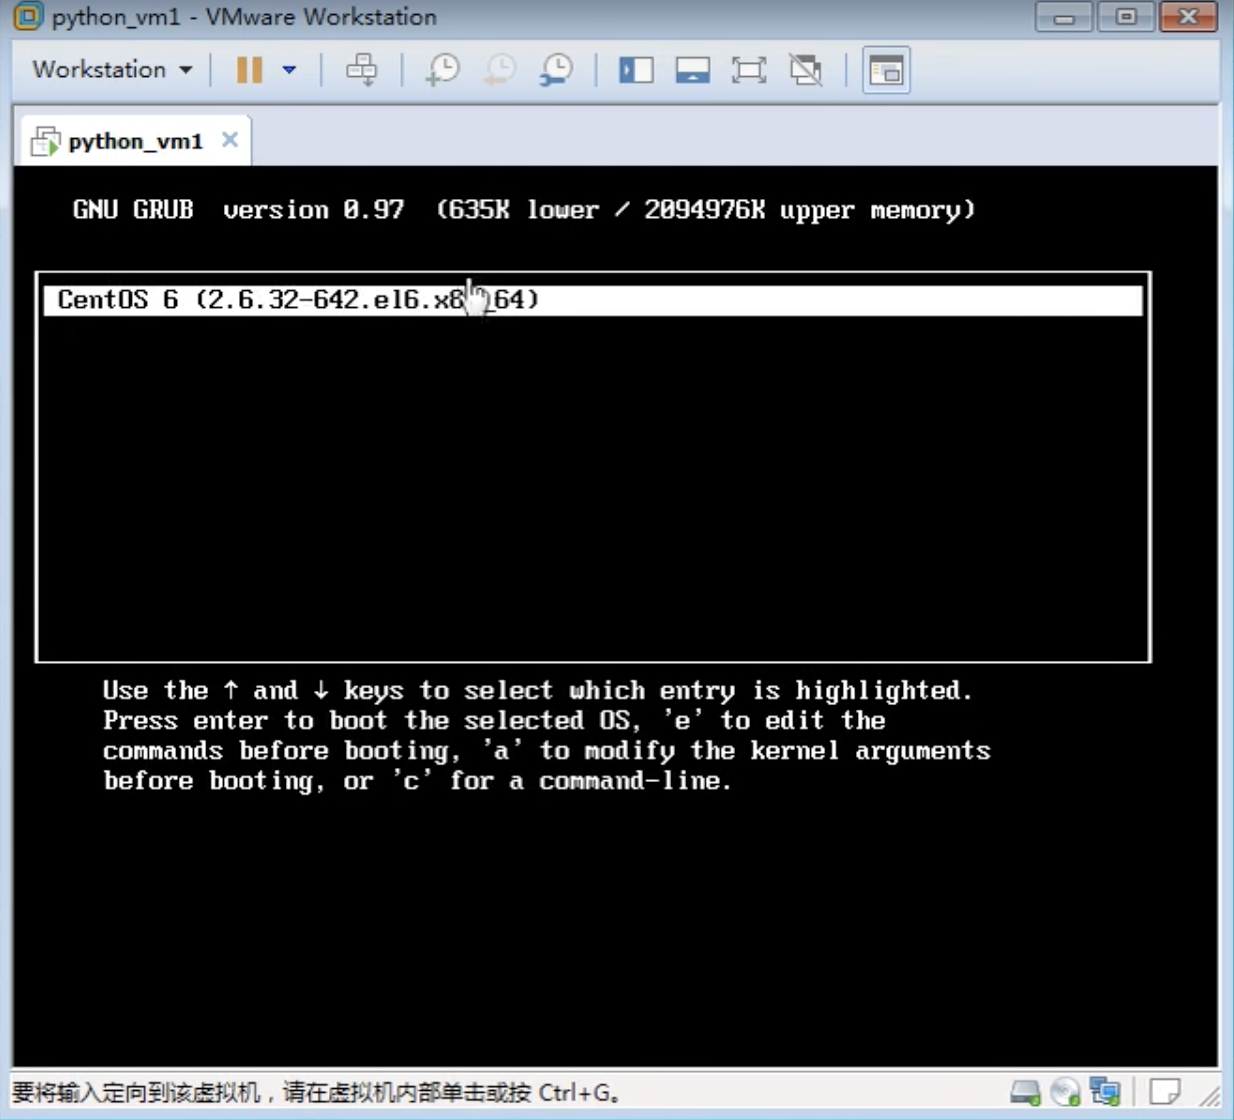 python_vm1 - VMware Workstation
Workstation
python_vm1
GNU GRUB version 0.97 (635K lower / 2094976K upper memory)
CentOS 6 (2.6.32-642.el6.x86_64)
Use the ↑ and ↓ keys to select which entry is highlighted.
Press enter to boot the selected OS, 'e' to edit the
commands before booting, 'a' to modify the kernel arguments
before booting, or 'c' for a command-line.
要将输入定向到该虚拟机，请在虚拟机内部单击或按 Ctrl+G。